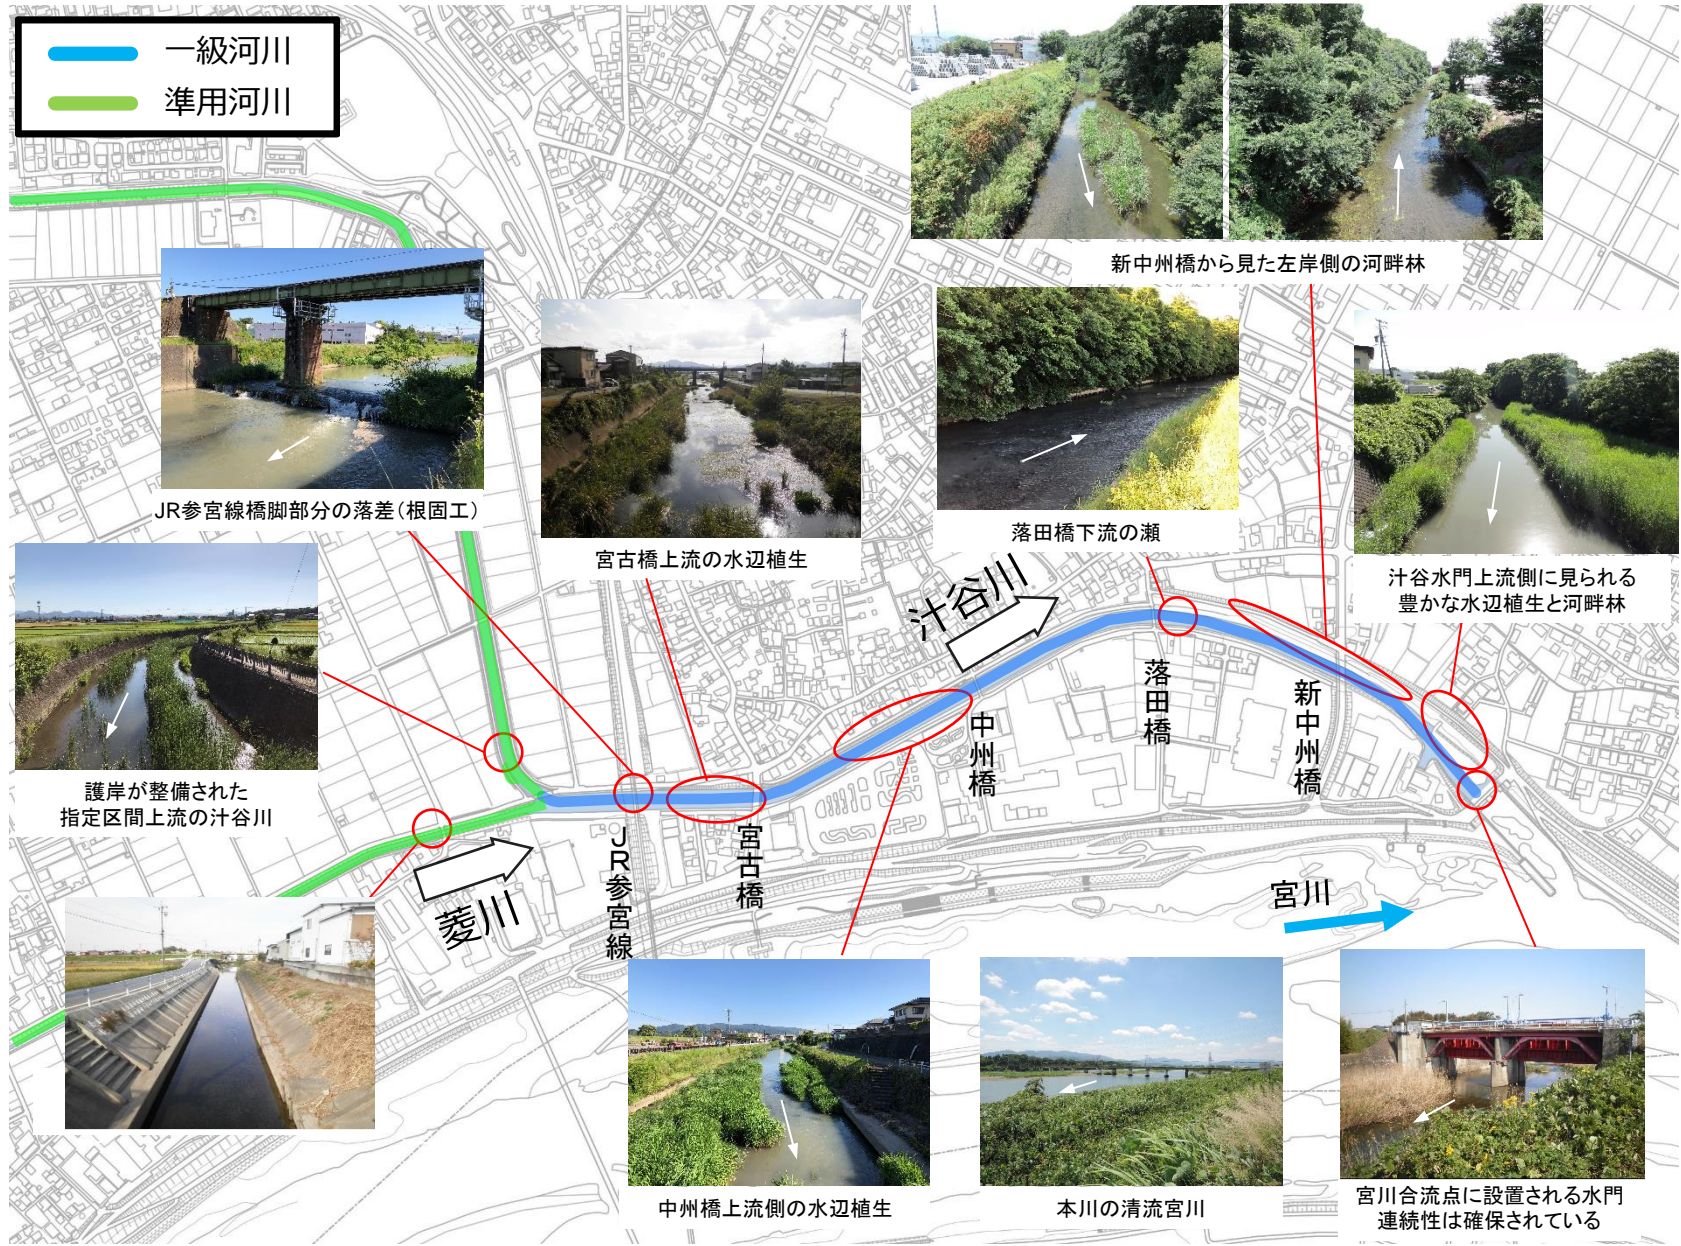 一級河川
準用河川
新中州橋から見た左岸側の河畔林
JR参宮線橋脚部分の落差(根固工)
宮古橋上流の水辺植生
落田橋下流の瀬
汁谷水門上流側に見られる
豊かな水辺植生と河畔林
護岸が整備された
指定区間上流の汁谷川
汁谷川
落田橋
新中州橋
中州橋
宮古橋
JR参宮線
菱川
宮川
中州橋上流側の水辺植生
本川の清流宮川
宮川合流点に設置される水門
連続性は確保されている